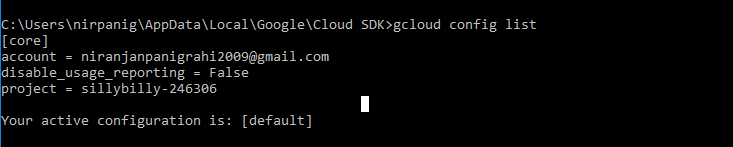 C:\Users\nirpanig\AppData\Local\Google\Cloud SDK>gcloud config list
[core]
account = niranjanpanigrahi2009@gmail.com
disable_usage_reporting = False
project = sillybilly-246306
Your active configuration is: [default]